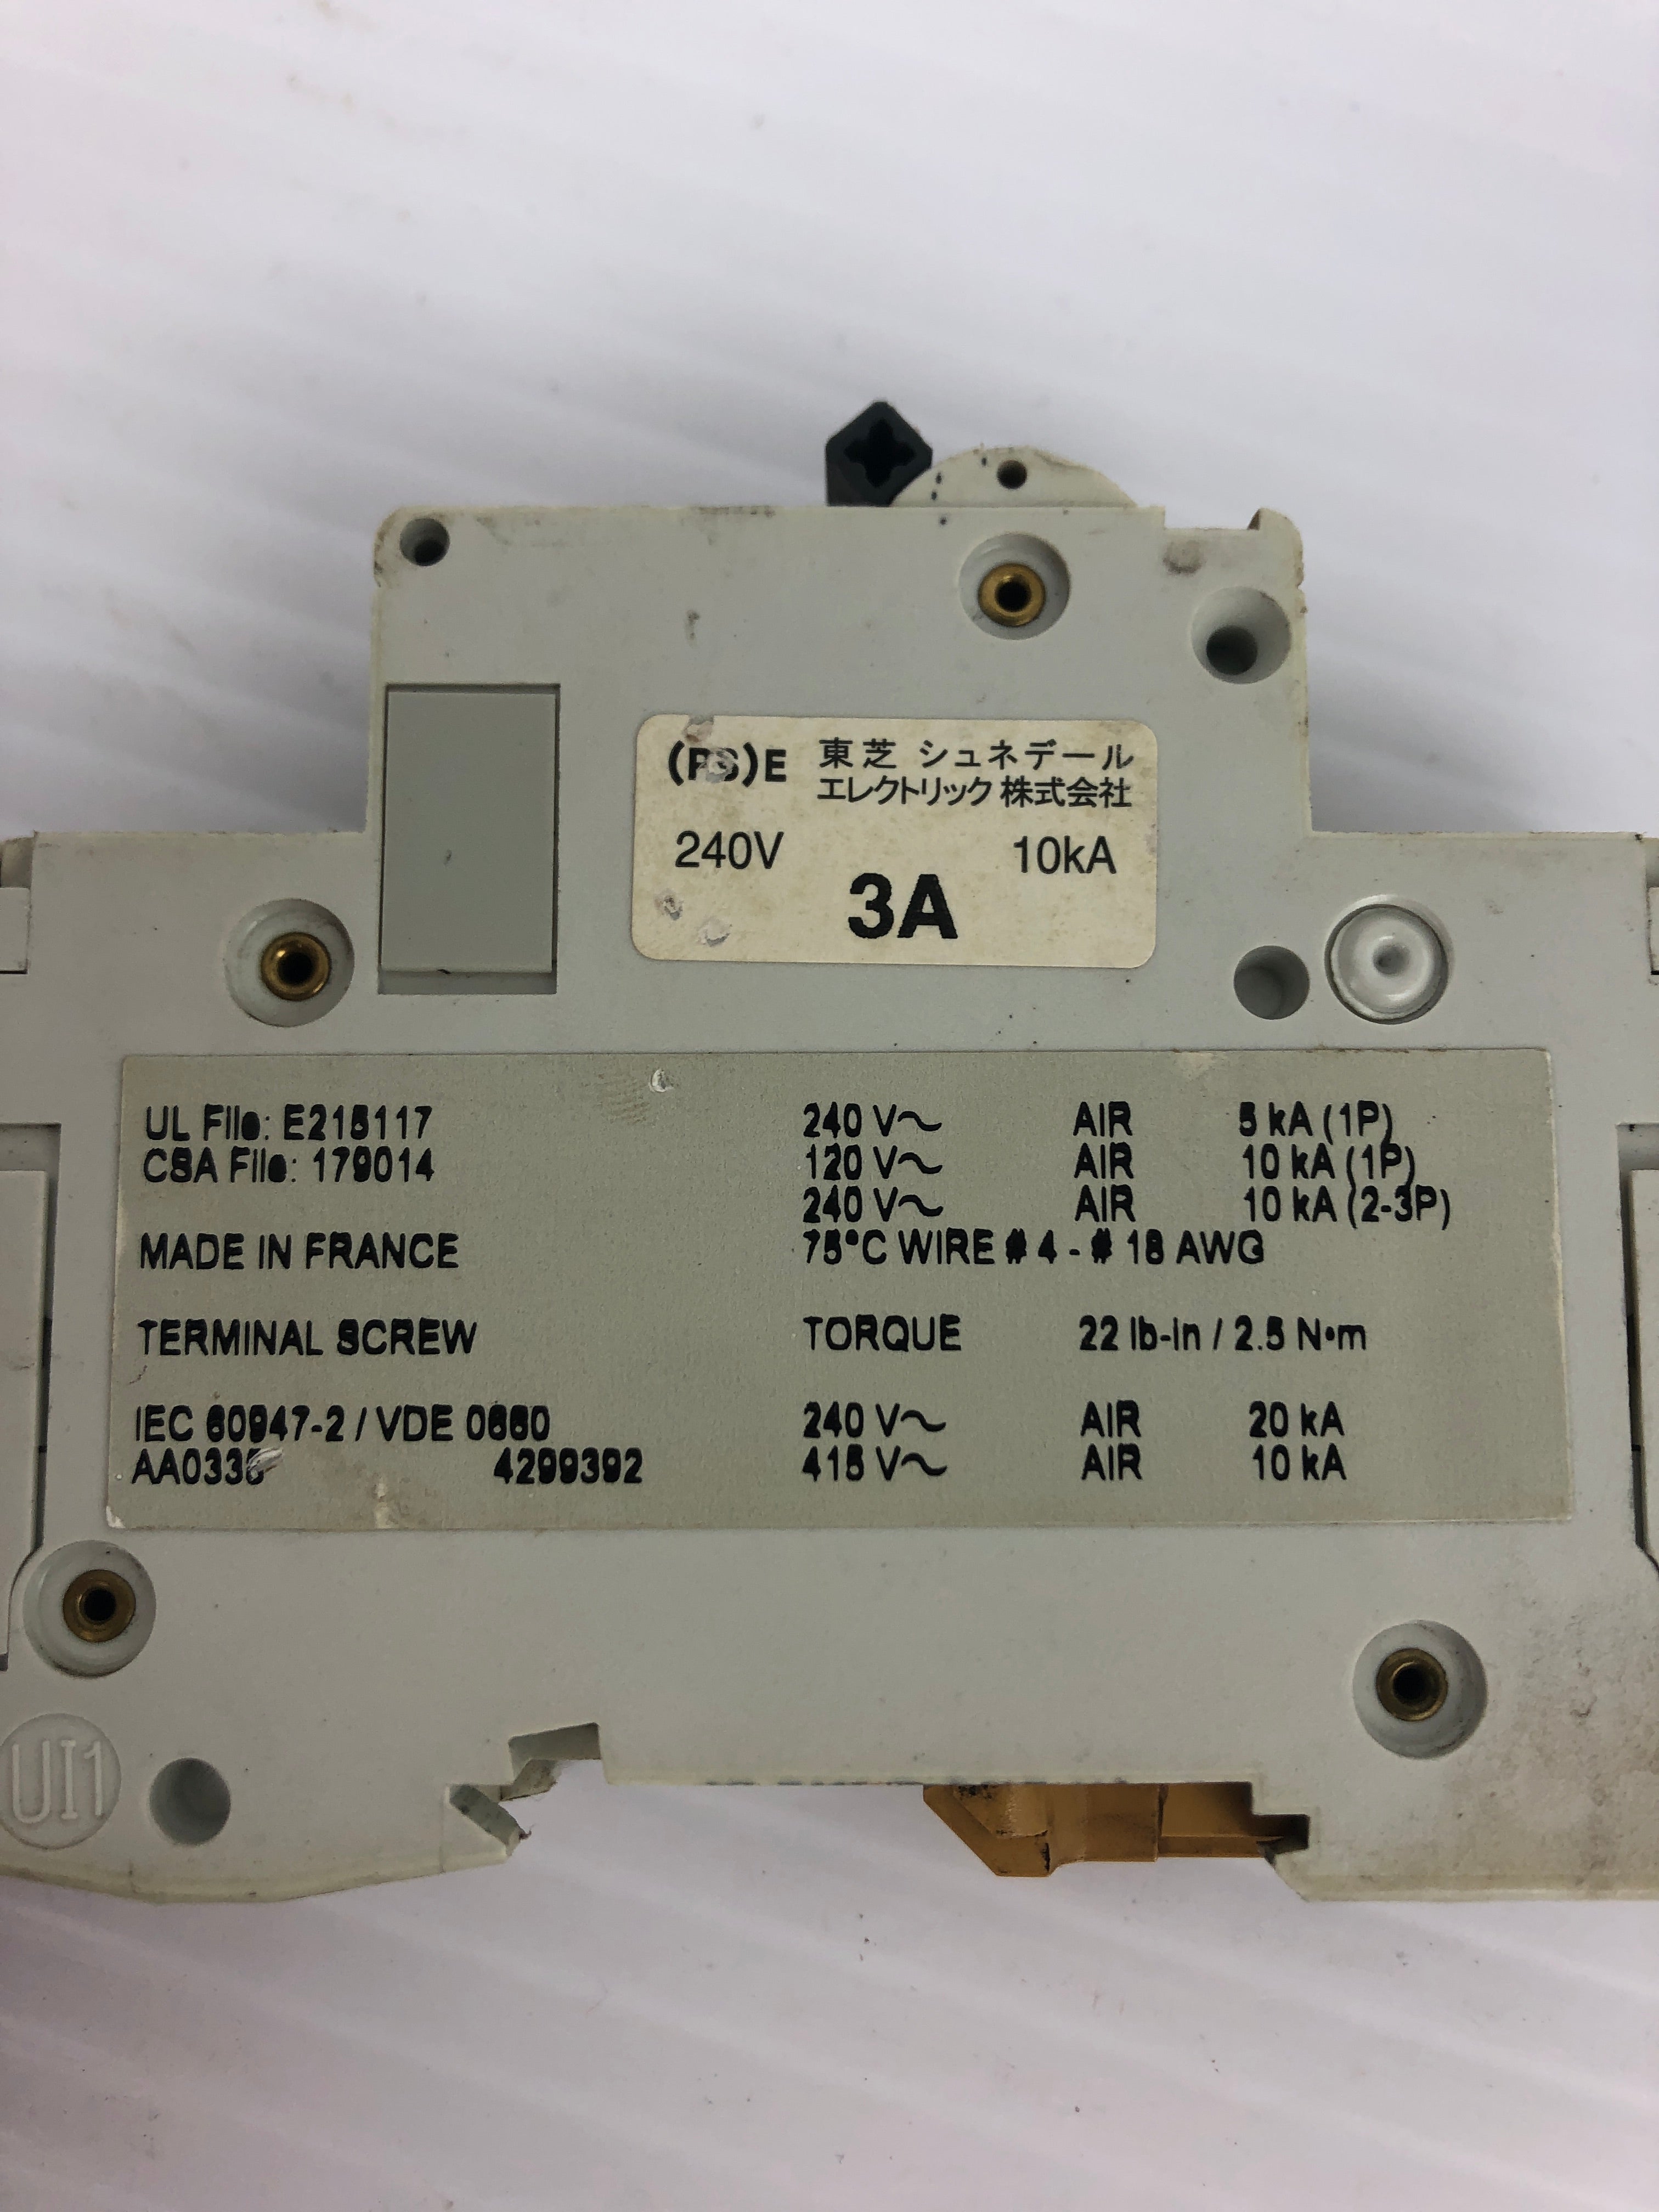 (PS)E 東芝 シュネデール
エレクトリック株式会社
240V 10kA
3A
UL File: E215117 240 V~ AIR 5 kA (1P)
CSA File: 179014 120 V~ AIR 10 kA (1P)
240 V~ AIR 10 kA (2-3P)
MADE IN FRANCE 75°C WIRE # 4 - # 18 AWG
TERMINAL SCREW TORQUE 22 lb-in / 2.5 N•m
IEC 60947-2 / VDE 0660 240 V~ AIR 20 kA
4299392 415 V~ AIR 10 kA
UI1